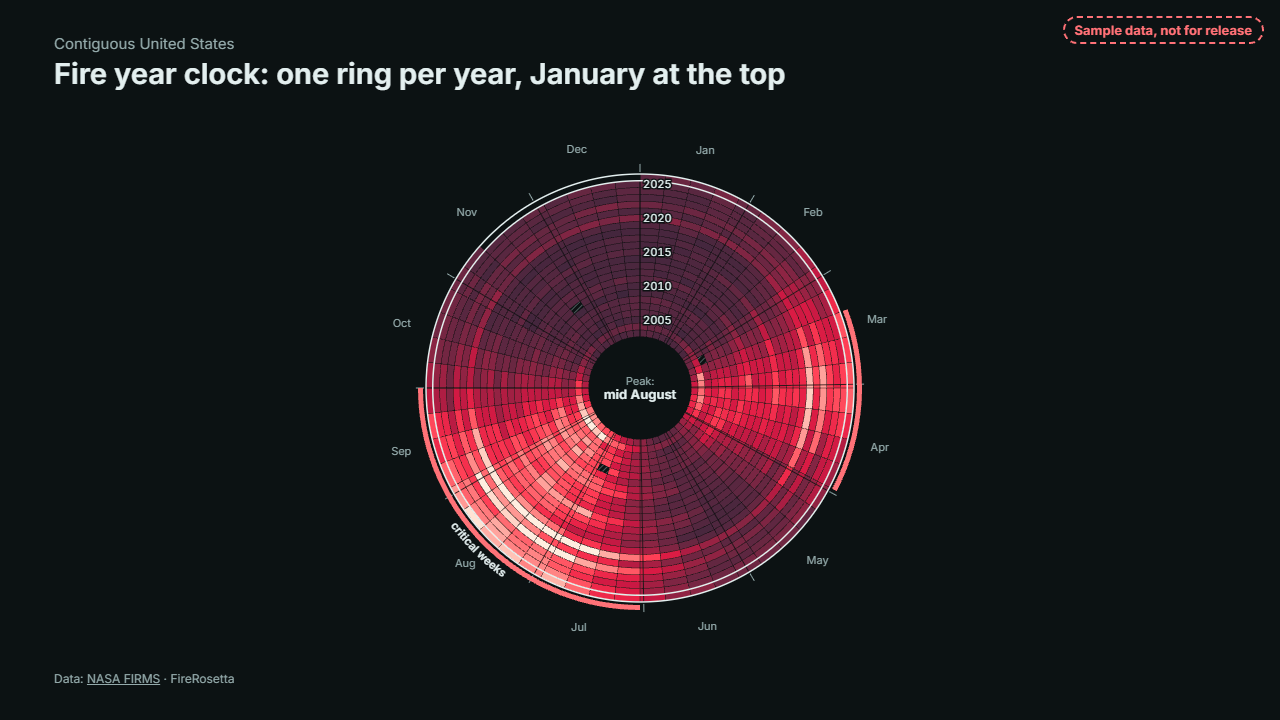 Contiguous United States
Sample data, not for release
Fire year clock: one ring per year, January at the top
Dec
Jan
2025
Nov
Feb
2020
2015
2010
Oct
Mar
2005
Peak:
mid August
Sep
Apr
critical weeks
Aug
May
Jul
Jun
Data: NASA FIRMS · FireRosetta